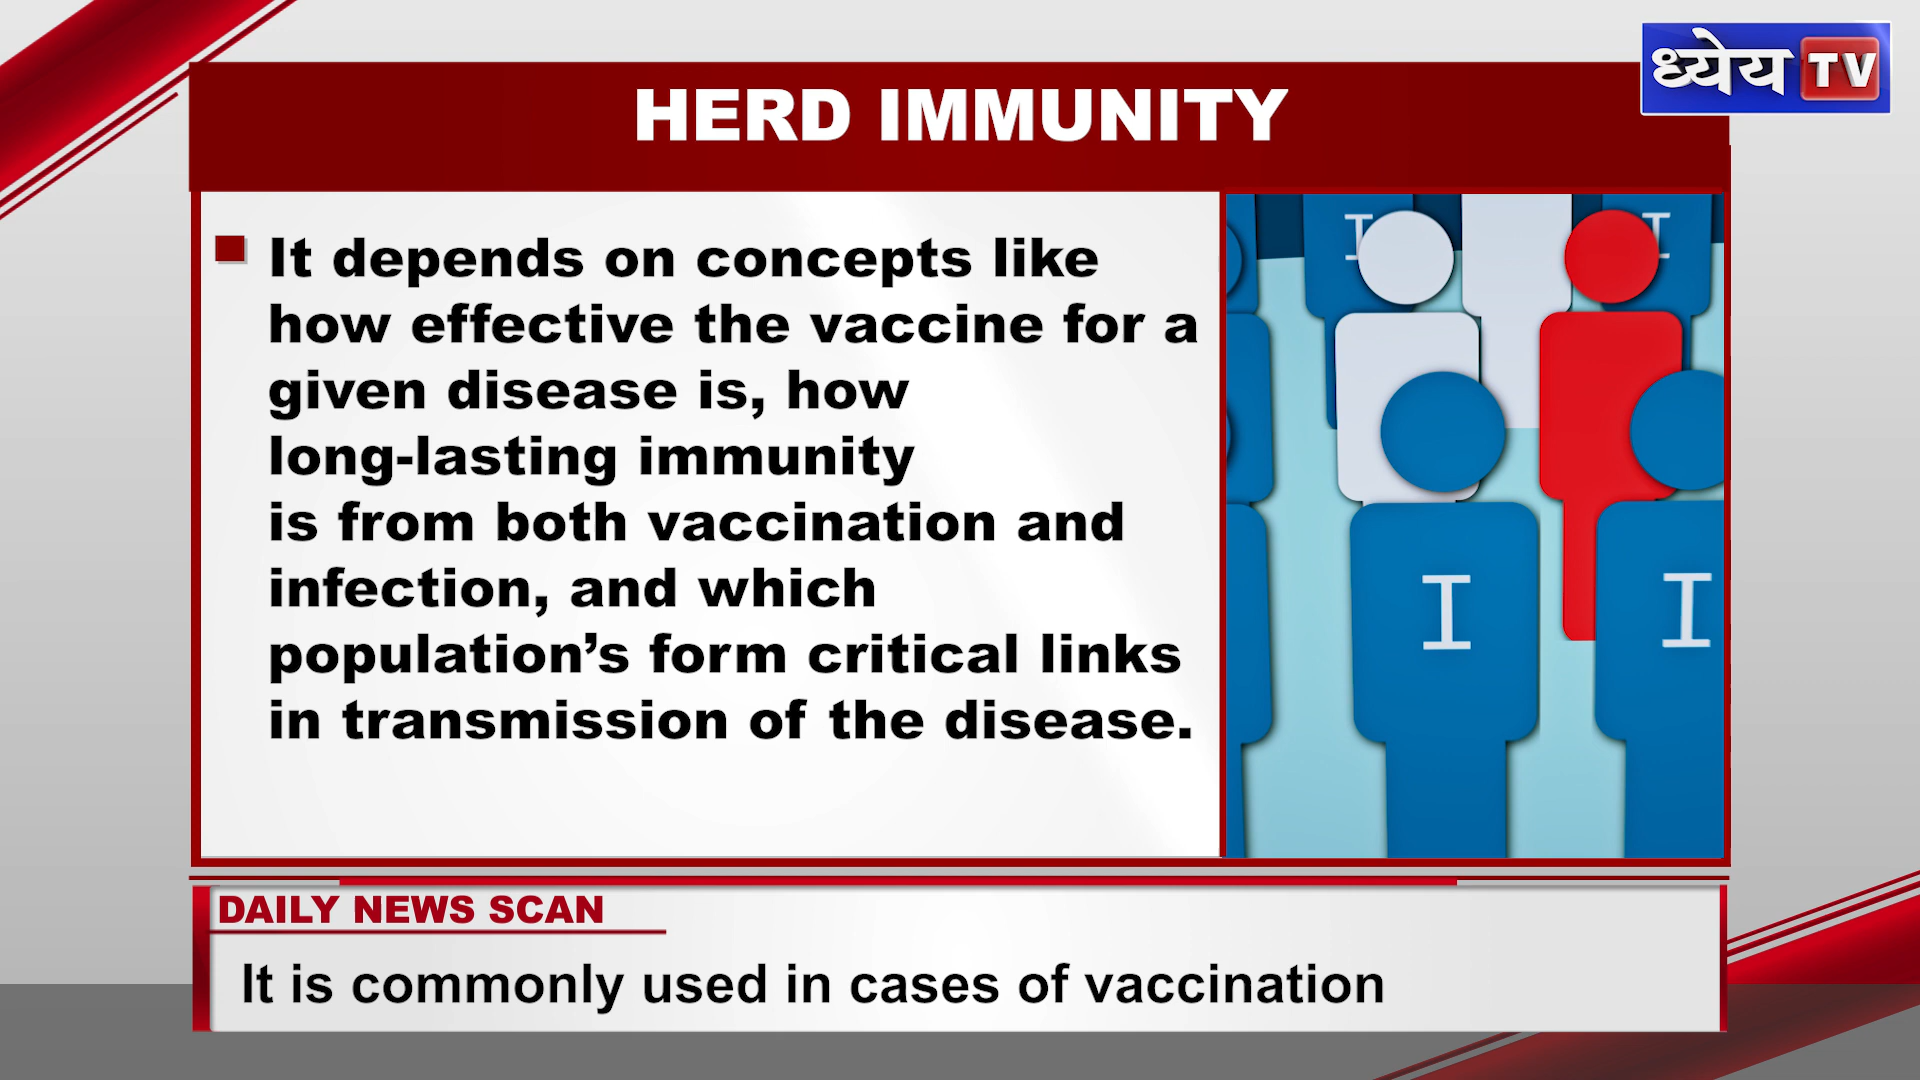 ध्येय TV
HERD IMMUNITY
I I
It depends on concepts like
how effective the vaccine for a
given disease is, how
long-lasting immunity
is from both vaccination and
infection, and which
population’s form critical links
in transmission of the disease.
I I
DAILY NEWS SCAN
It is commonly used in cases of vaccination